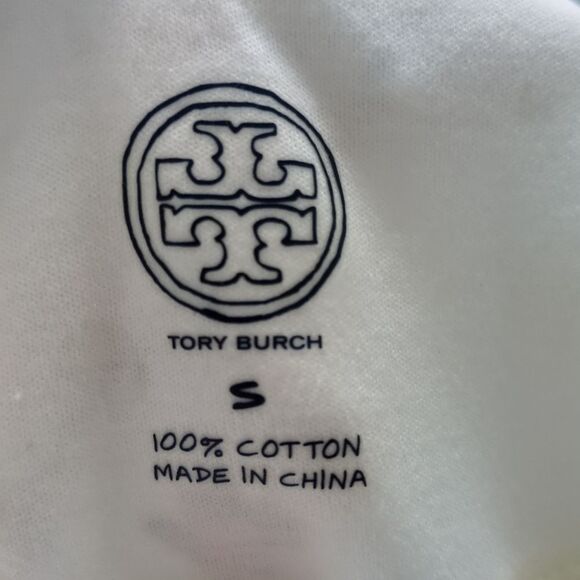 TORY BURCH
S
100% COTTON
MADE IN CHINA